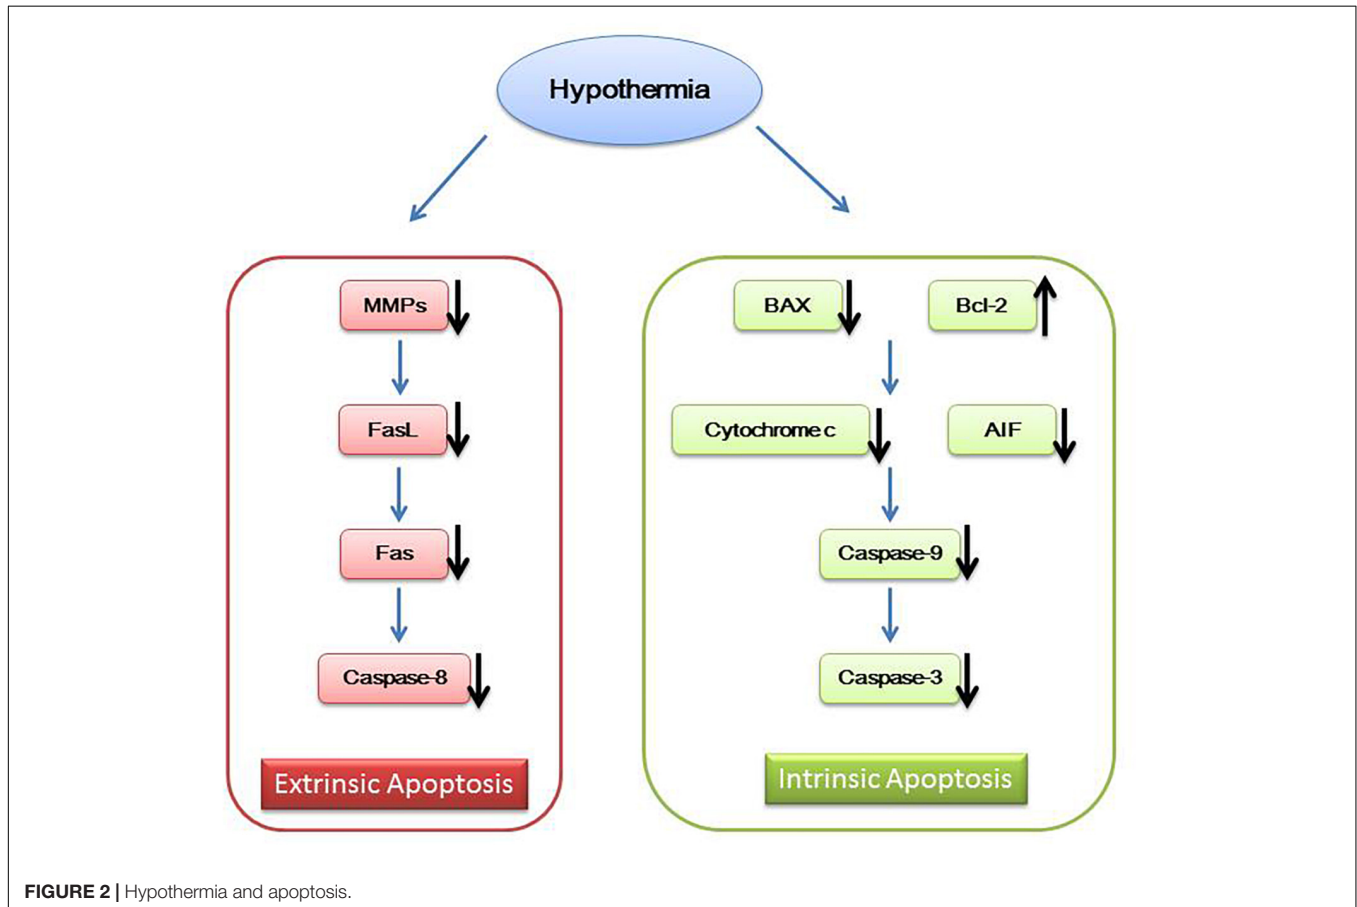 Hypothermia
MMPs
FasL
Fas
Caspase-8
Extrinsic Apoptosis
BAX
Bcl-2
Cytochrome c
AIF
Caspase-9
Caspase-3
Intrinsic Apoptosis
FIGURE 2 | Hypothermia and apoptosis.